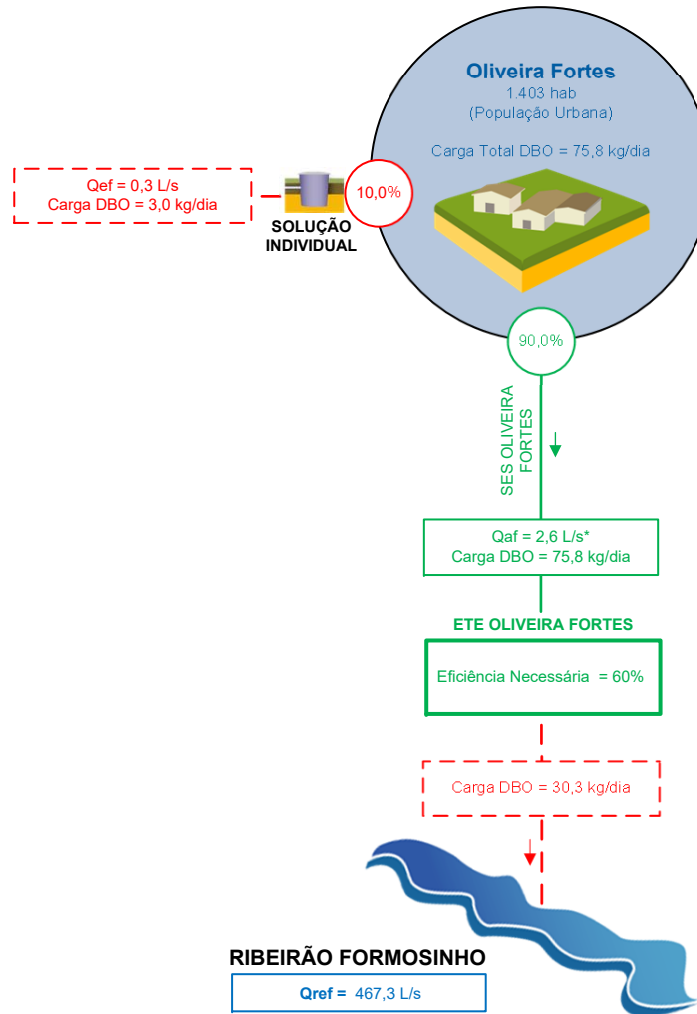 Oliveira Fortes
1.403 hab
(População Urbana)
Carga Total DBO = 75,8 kg/dia
Qef = 0,3 L/s
Carga DBO = 3,0 kg/dia
10,0%
SOLUÇÃO
INDIVIDUAL
90,0%
SES OLIVEIRA
FORTES
Qaf = 2,6 L/s*
Carga DBO = 75,8 kg/dia
ETE OLIVEIRA FORTES
Eficiência Necessária = 60%
Carga DBO = 30,3 kg/dia
RIBEIRÃO FORMOSINHO
Qref = 467,3 L/s